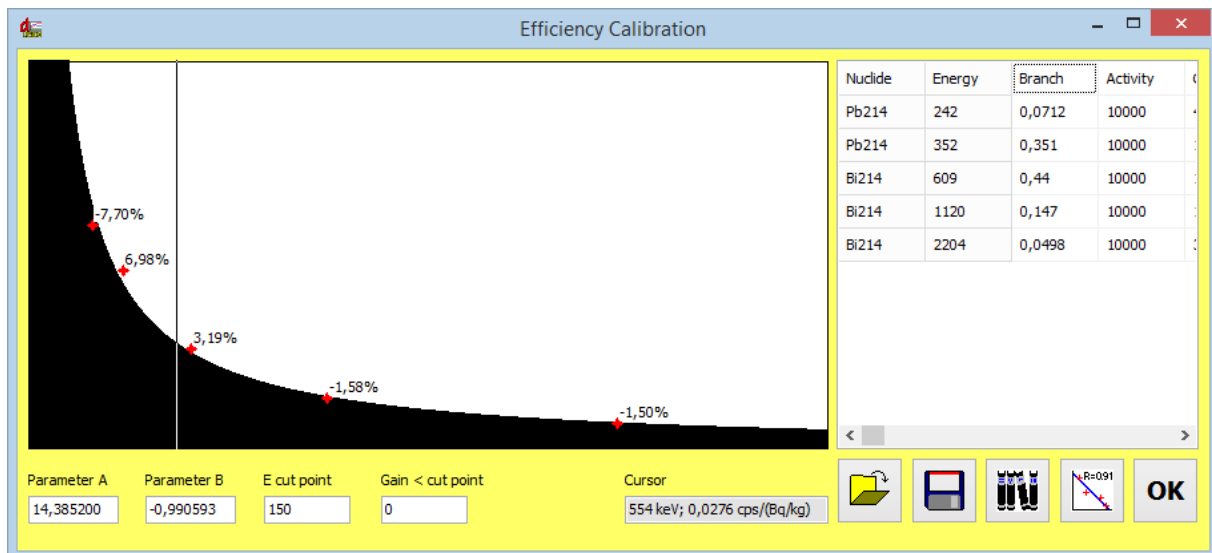 Efficiency Calibration
-7,70%
6,98%
3,19%
-1,58%
-1,50%
Nuclide Energy Branch Activity
Pb214 242 0,0712 10000
Pb214 352 0,351 10000
Bi214 609 0,44 10000
Bi214 1120 0,147 10000
Bi214 2204 0,0498 10000
Parameter A Parameter B E cut point Gain < cut point Cursor
14,385200 -0,990593 150 0 554 keV; 0,0276 cps/(Bq/kg)
R=0.91
OK